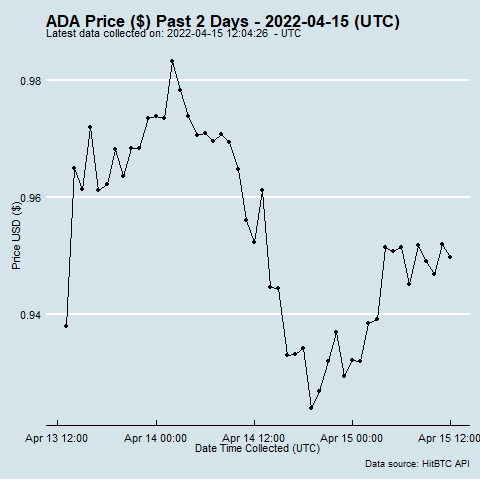 ADA Price ($) Past 2 Days - 2022-04-15 (UTC)
Latest data collected on: 2022-04-15 12:04:26  - UTC
0.98
0.96
0.94
Price USD ($)
Apr 13 12:00
Apr 14 00:00
Apr 14 12:00
Apr 15 00:00
Apr 15 12:00
Date Time Collected (UTC)
Data source: HitBTC API